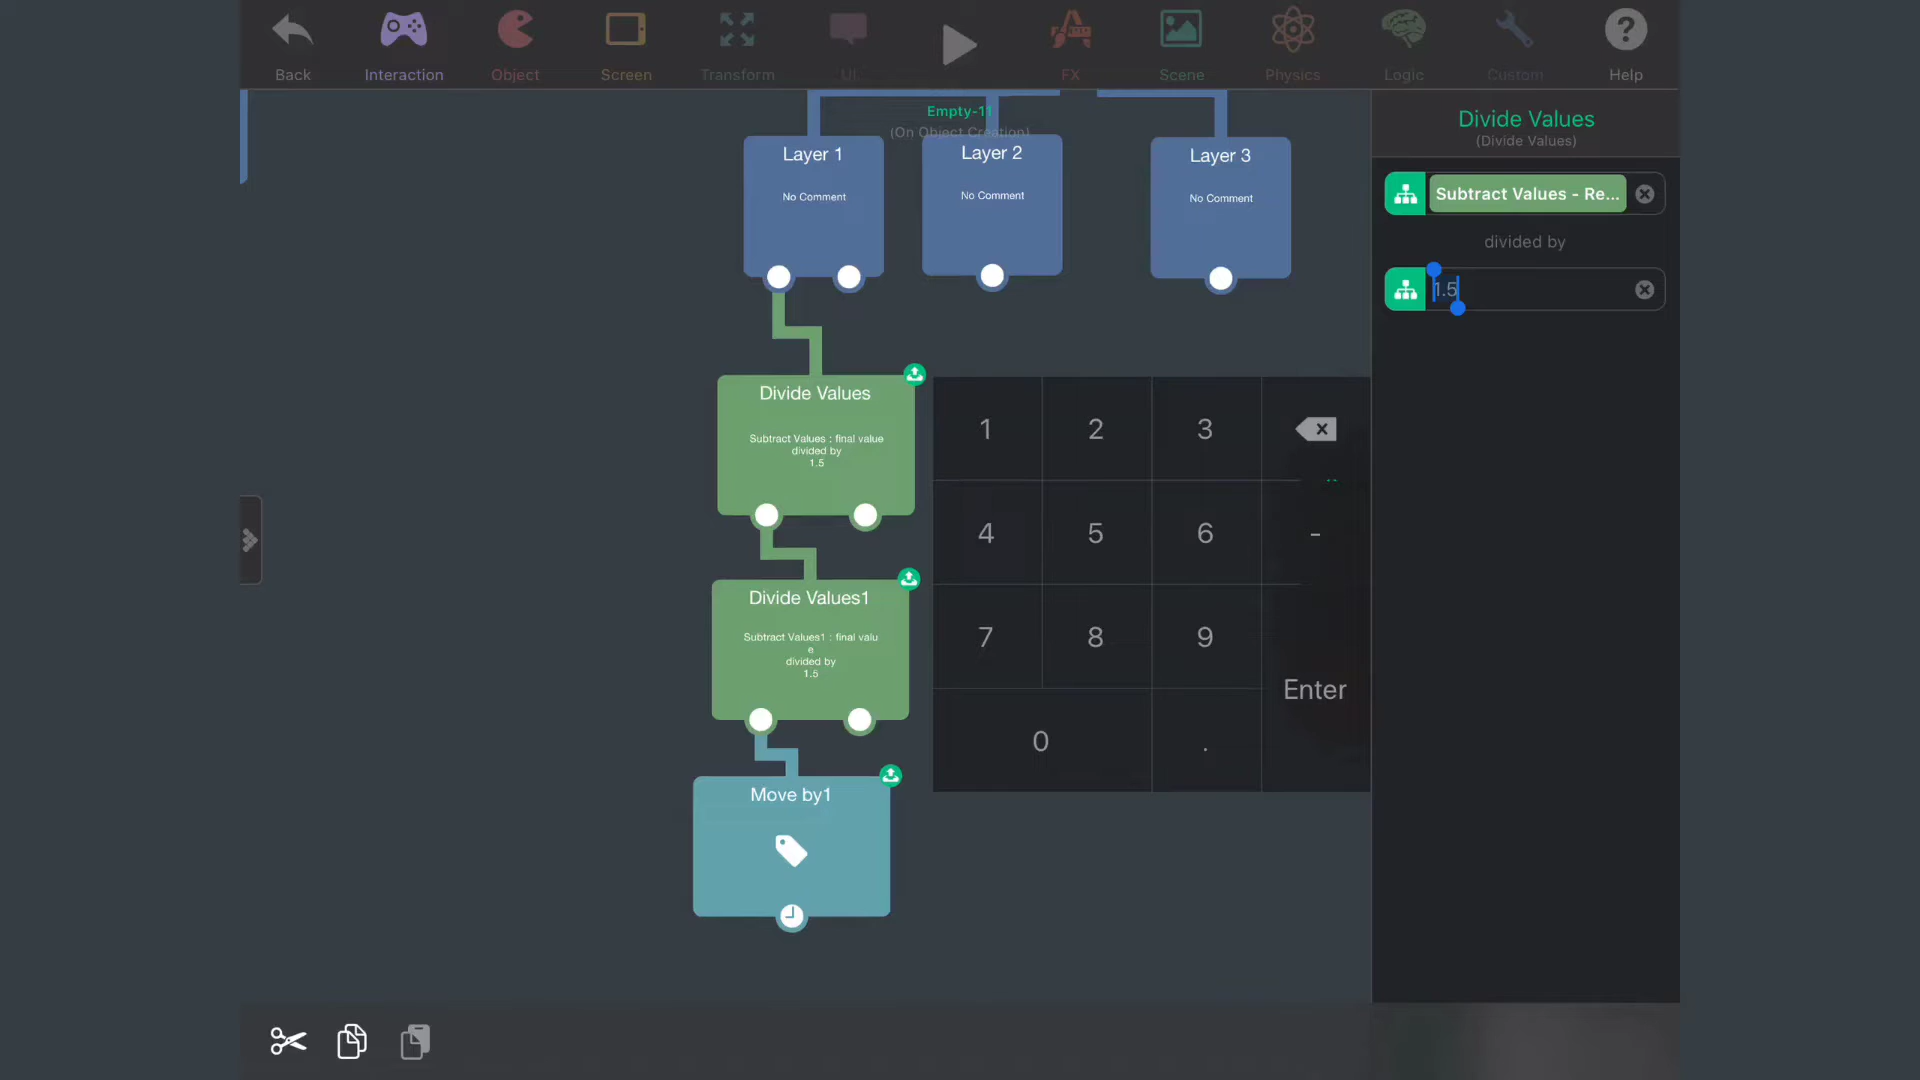 Back
Interaction
Object
Screen
Transform
UI
FX
Scene
Physics
Logic
Custom
Help
Empty-11
(On Object Creation)
Layer 1
No Comment
Layer 2
No Comment
Layer 3
No Comment
Divide Values
(Divide Values)
Subtract Values - Re...
divided by
1.5
Divide Values
Subtract Values : final value
divided by
1.5
Divide Values1
Subtract Values1 : final valu
e
divided by
1.5
Move by1
1
2
3
4
5
6
-
7
8
9
Enter
0
.